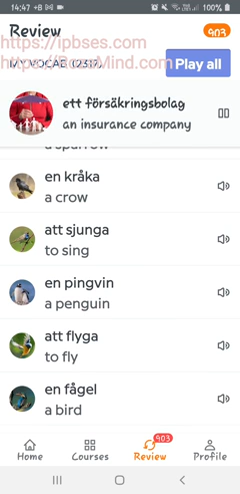 14:47
100%
Review
903
https://ipbses.com
MY VOCAB (2319)
Play all
ett försäkringsbolag
an insurance company
a sparrow
en kråka
a crow
att sjunga
to sing
en pingvin
a penguin
att flyga
to fly
en fågel
a bird
903
Home Courses Review Profile